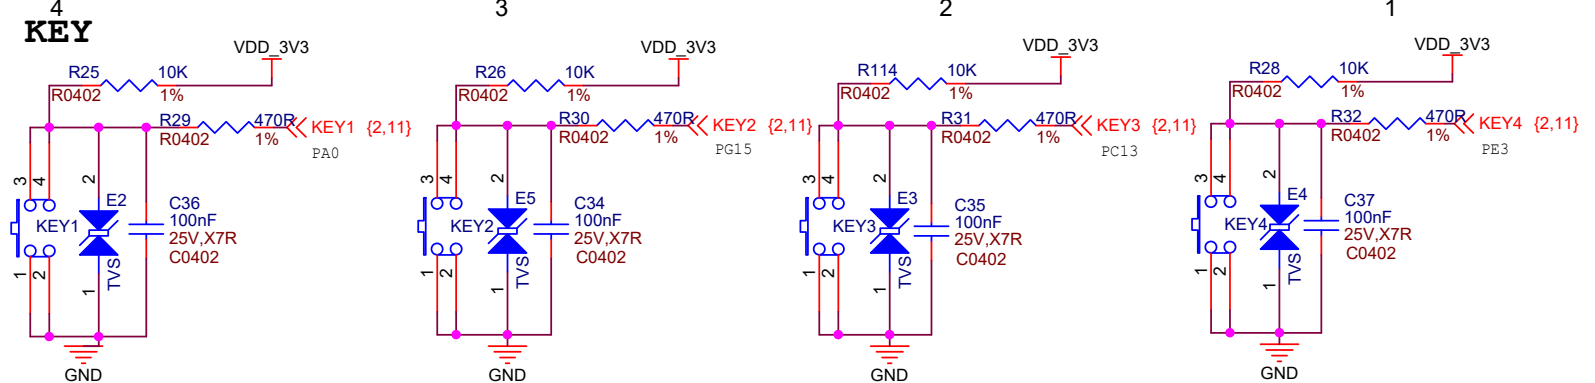 4 3 2 1
KEY
VDD_3V3
R25 10K
R0402 1%
R29 470R KEY1 {2,11}
R0402 1% PA0
3 4 2
E2 C36
KEY1 100nF
25V,X7R
C0402
1 2 1 TVS
GND
VDD_3V3
R26 10K
R0402 1%
R30 470R KEY2 {2,11}
R0402 1% PG15
3 4 2
E5 C34
KEY2 100nF
25V,X7R
C0402
1 2 1 TVS
GND
VDD_3V3
R114 10K
R0402 1%
R31 470R KEY3 {2,11}
R0402 1% PC13
3 4 2
E3 C35
KEY3 100nF
25V,X7R
C0402
1 2 1 TVS
GND
VDD_3V3
R28 10K
R0402 1%
R32 470R KEY4 {2,11}
R0402 1% PE3
3 4 2
E4 C37
KEY4 100nF
25V,X7R
C0402
1 2 1 TVS
GND